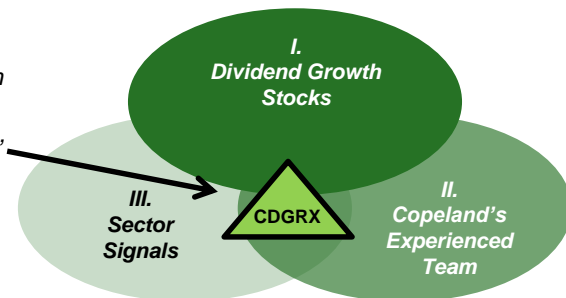 I.
Dividend Growth
Stocks
CDGRX
III.
Sector
Signals
II.
Copeland's
Experienced
Team